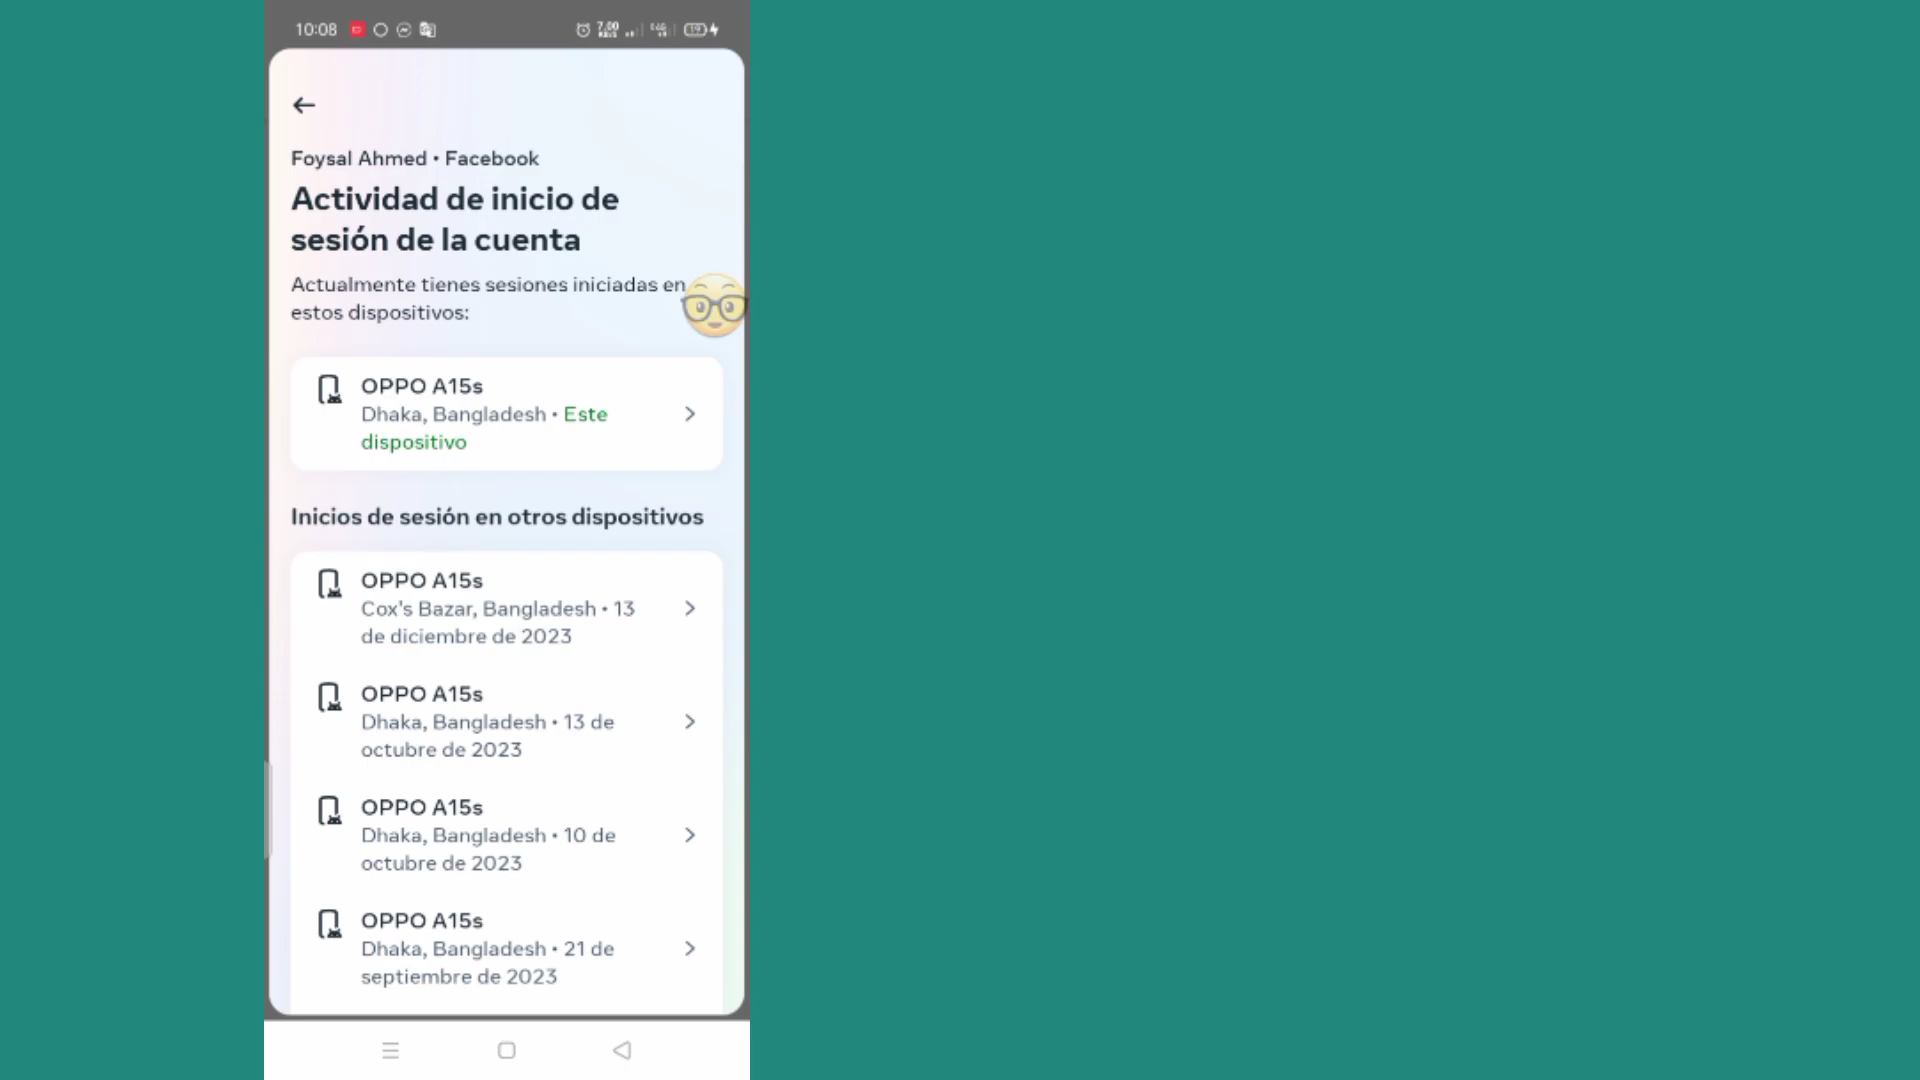 10:08
7.00
19
Foysal Ahmed • Facebook
Actividad de inicio de
sesión de la cuenta
Actualmente tienes sesiones iniciadas en
estos dispositivos:
OPPO A15s
Dhaka, Bangladesh • Este
dispositivo
Inicios de sesión en otros dispositivos
OPPO A15s
Cox's Bazar, Bangladesh • 13
de diciembre de 2023
OPPO A15s
Dhaka, Bangladesh • 13 de
octubre de 2023
OPPO A15s
Dhaka, Bangladesh • 10 de
octubre de 2023
OPPO A15s
Dhaka, Bangladesh • 21 de
septiembre de 2023